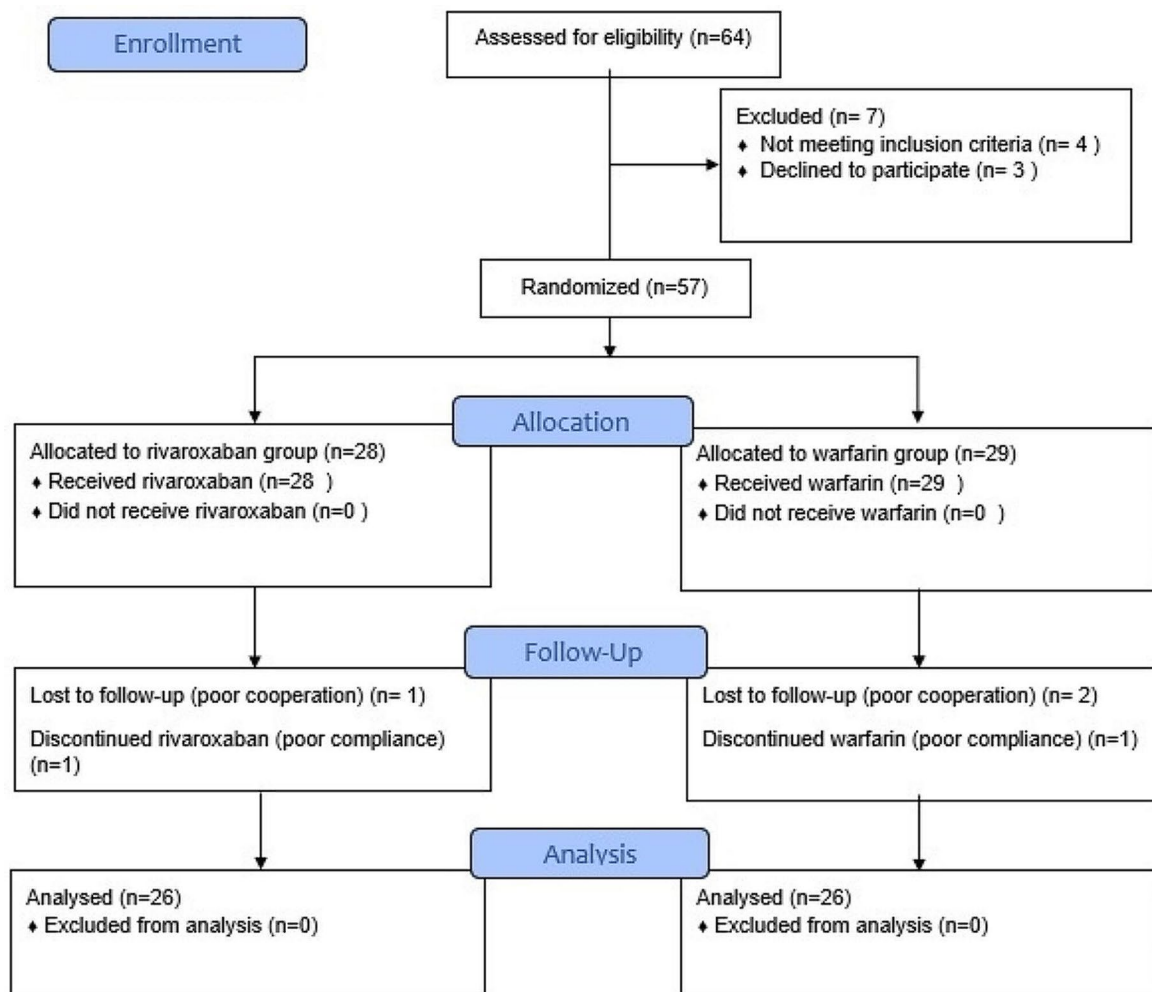 Enrollment
Assessed for eligibility (n=64)
Excluded (n= 7)
♦ Not meeting inclusion criteria (n= 4 )
♦ Declined to participate (n= 3 )
Randomized (n=57)
Allocation
Allocated to rivaroxaban group (n=28)
♦ Received rivaroxaban (n=28 )
♦ Did not receive rivaroxaban (n=0 )
Allocated to warfarin group (n=29)
♦ Received warfarin (n=29 )
♦ Did not receive warfarin (n=0 )
Follow-Up
Lost to follow-up (poor cooperation) (n= 1)
Discontinued rivaroxaban (poor compliance)
(n=1)
Lost to follow-up (poor cooperation) (n= 2)
Discontinued warfarin (poor compliance) (n=1)
Analysis
Analysed (n=26)
♦ Excluded from analysis (n=0)
Analysed (n=26)
♦ Excluded from analysis (n=0)